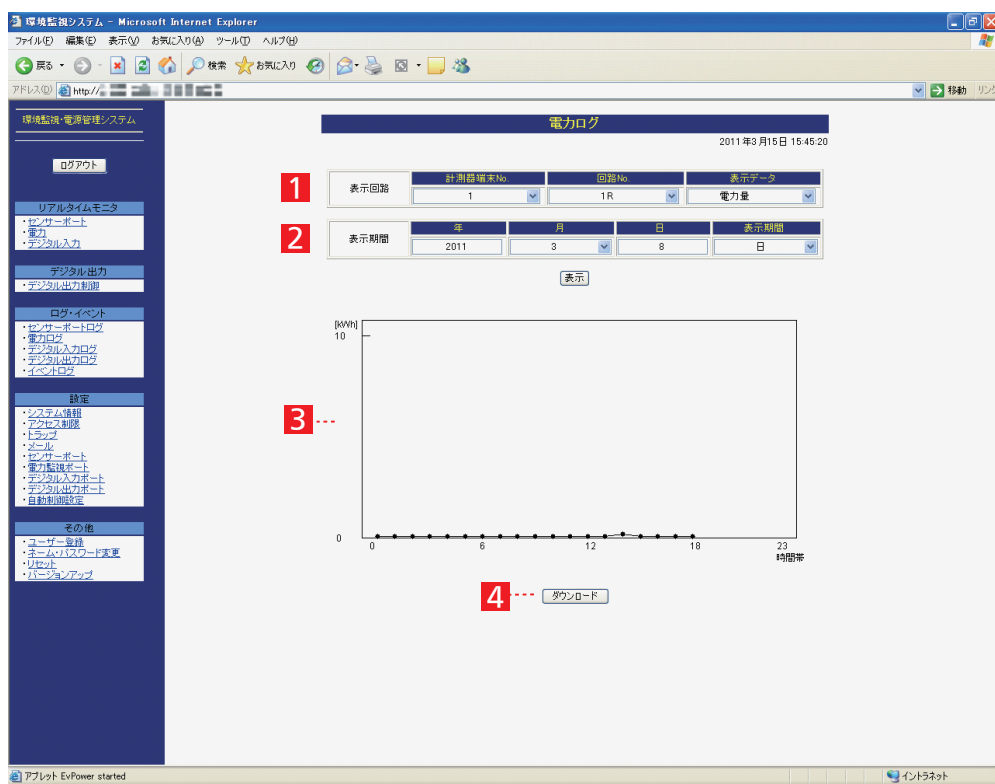 環境監視システム - Microsoft Internet Explorer
ファイル(F) 編集(E) 表示(V) お気に入り(A) ツール(T) ヘルプ(H)
戻る 検索 お気に入り
アドレス(D) http:// 移動 リンク
環境監視・電源管理システム
ログアウト
リアルタイムモニタ
・センサーポート
・電力
・デジタル入力
デジタル出力
・デジタル出力制御
ログ・イベント
・センサーポートログ
・電力ログ
・デジタル入力ログ
・デジタル出力ログ
・イベントログ
設定
・システム情報
・アクセス制限
・トラップ
・メール
・センサーポート
・電力監視ポート
・デジタル入力ポート
・デジタル出力ポート
・自動制御設定
その他
・ユーザー登録
・ネーム・パスワード変更
・リセット
・バージョンアップ
電力ログ
2011年3月15日 15:45:20
1
表示回路
計測器端末No. 回路No. 表示データ
1 1R 電力量
2
表示期間
年 月 日 表示期間
2011 3 8 日
表示
[kWh]
10
3
0
0 6 12 18 23
時間帯
4
ダウンロード
アプレット EvPower started
イントラネット